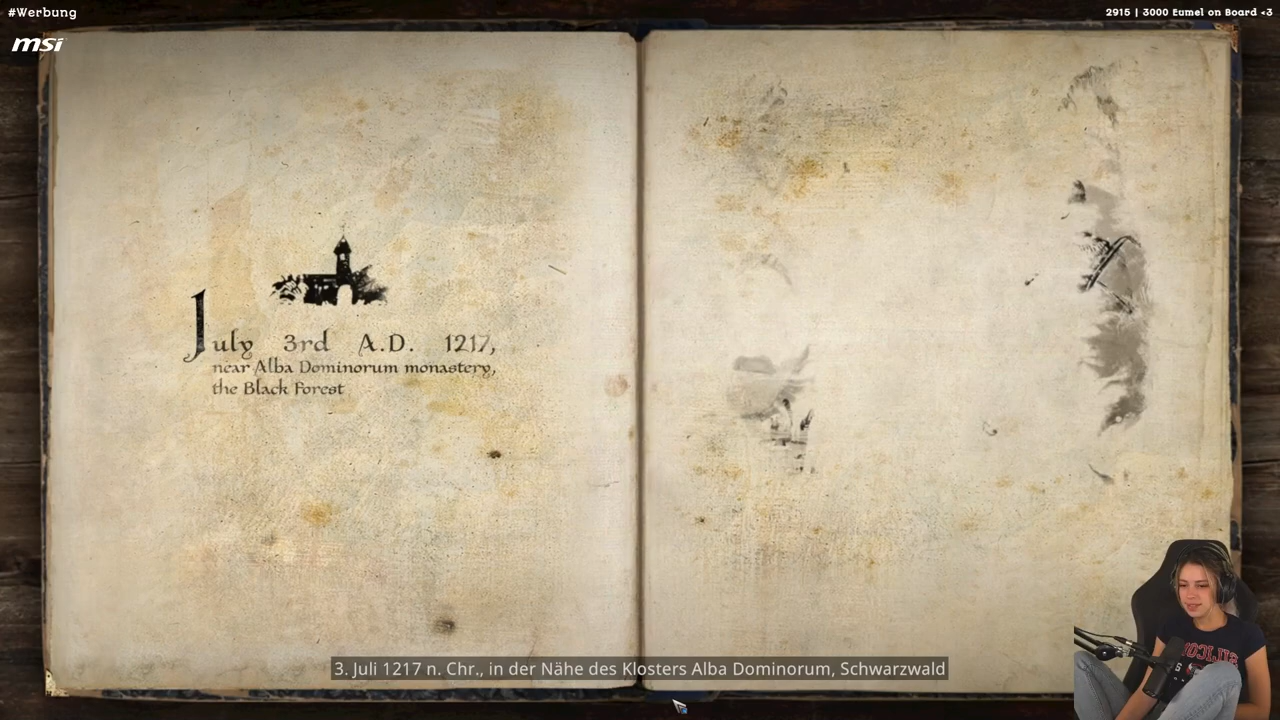 #Werbung
2915 | 3000 Eumel on Board <3
msi
July 3rd A.D. 1217,
near Alba Dominorum monastery,
the Black Forest
3. Juli 1217 n. Chr., in der Nähe des Klosters Alba Dominorum, Schwarzwald